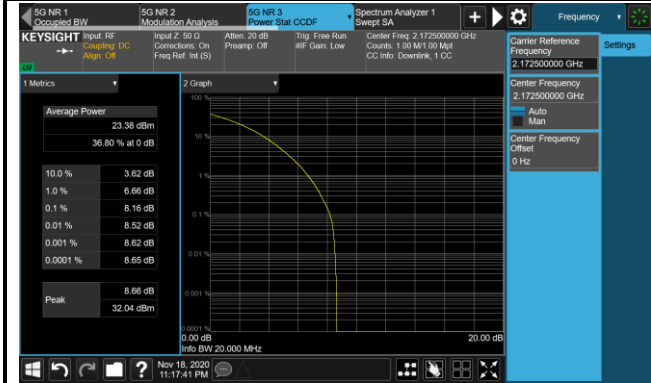 5G NR 1
Occupied BW
5G NR 2
Modulation Analysis
5G NR 3
Power Stat CCDF
Spectrum Analyzer 1
Swept SA
Frequency
KEYSIGHT
Input: RF
Coupling: DC
Align: Off
Input Z: 50 Ω
Corrections: On
Freq Ref: Int (S)
Atten: 20 dB
Preamp: Off
Trig: Free Run
#IF Gain: Low
Center Freq: 2.172500000 GHz
Counts: 1.00 M/1.00 Mpt
CC Info: Downlink, 1 CC
1 Metrics
2 Graph
Average Power
23.38 dBm
36.80 % at 0 dB
10.0 % 3.62 dB
1.0 % 6.66 dB
0.1 % 8.16 dB
0.01 % 8.52 dB
0.001 % 8.62 dB
0.0001 % 8.65 dB
Peak
8.66 dB
32.04 dBm
100 %
10 %
1 %
0.1 %
0.01 %
0.001 %
0.0001 %
0.00 dB
20.00 dB
Info BW 20.000 MHz
Carrier Reference
Frequency
2.172500000 GHz
Settings
Center Frequency
2.172500000 GHz
Auto
Man
Center Frequency
Offset
0 Hz
Nov 18, 2020
11:17:41 PM